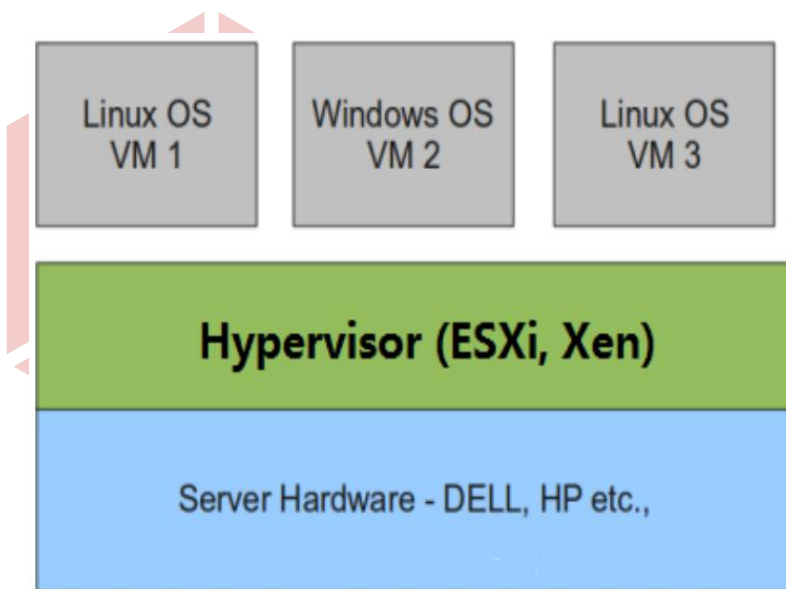 Linux OS
VM 1
Windows OS
VM 2
Linux OS
VM 3
Hypervisor (ESXi, Xen)
Server Hardware - DELL, HP etc.,